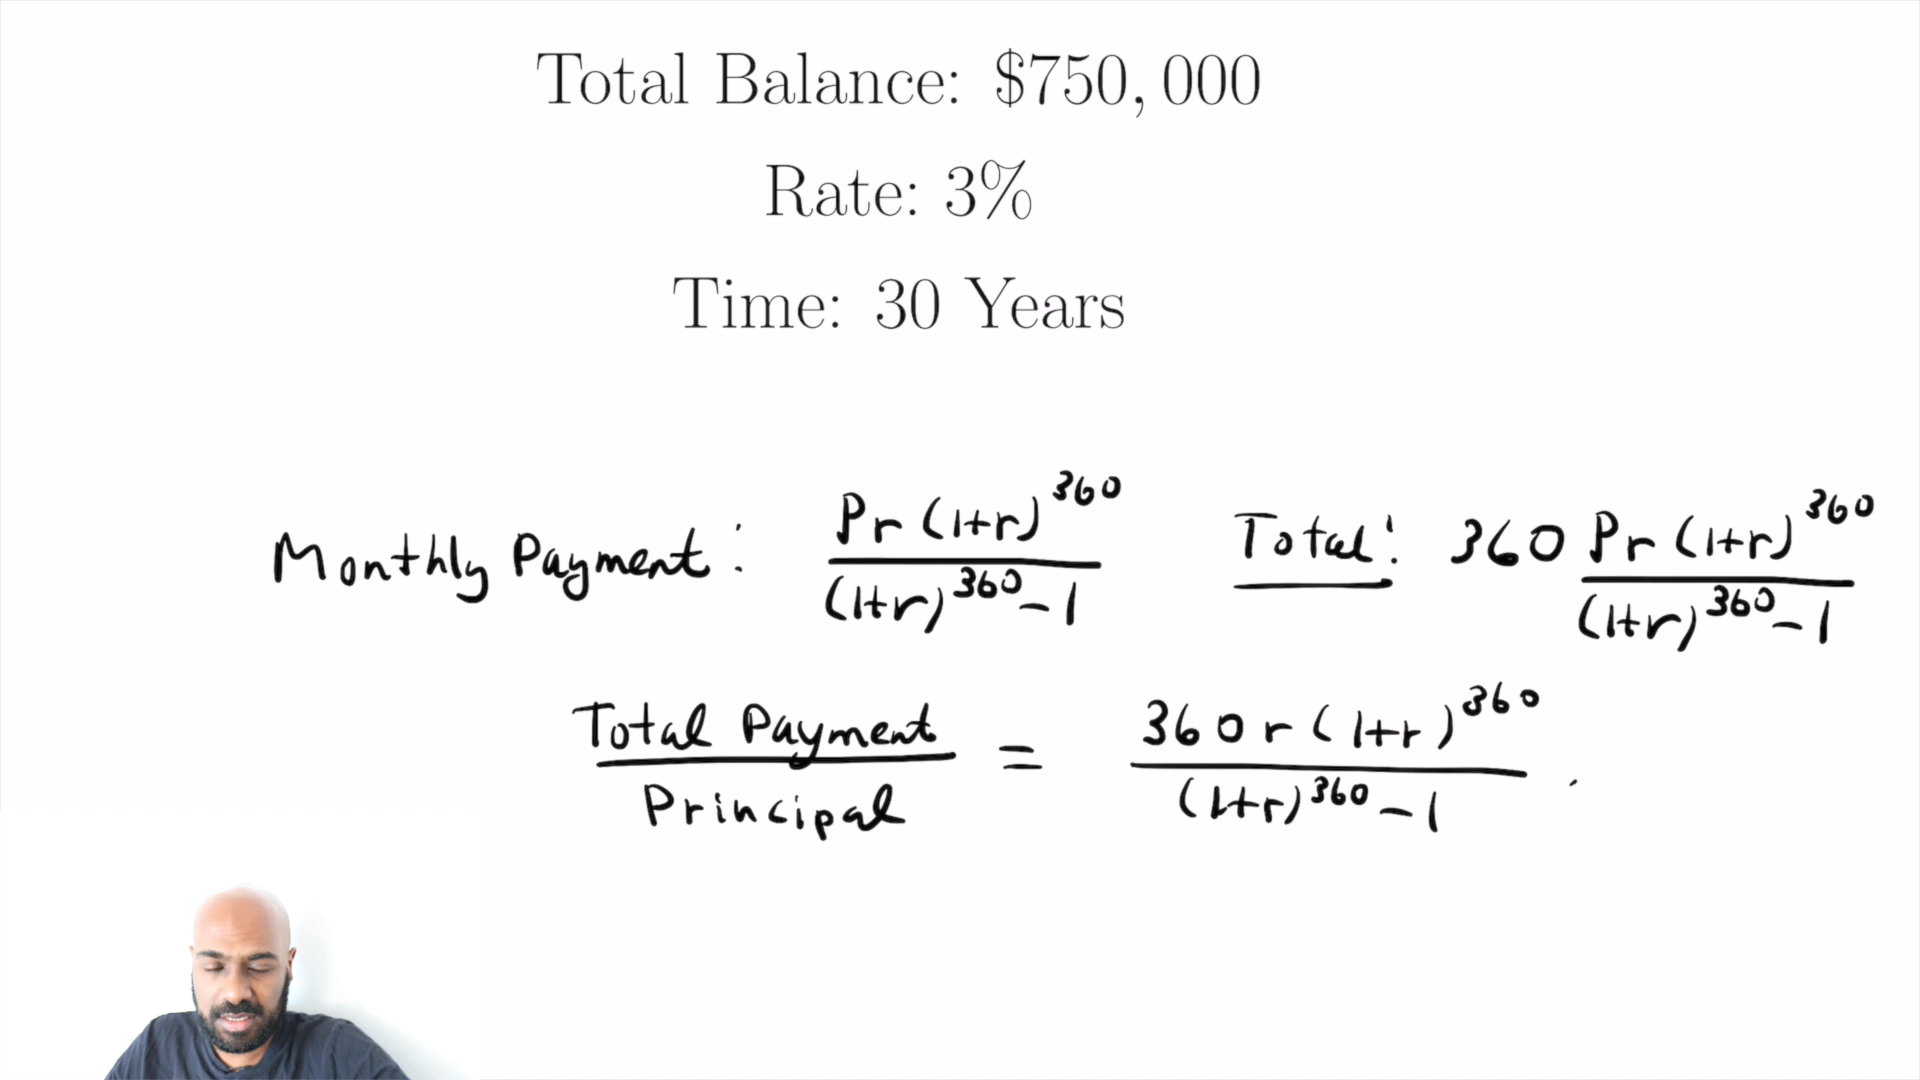 Total Balance: $750,000
Rate: 3%
Time: 30 Years
Monthly Payment: Pr(1+r)^360 / (1+r)^360 - 1 Total: 360 Pr(1+r)^360 / (1+r)^360 - 1
Total Payment / Principal = 360r(1+r)^360 / (1+r)^360 - 1